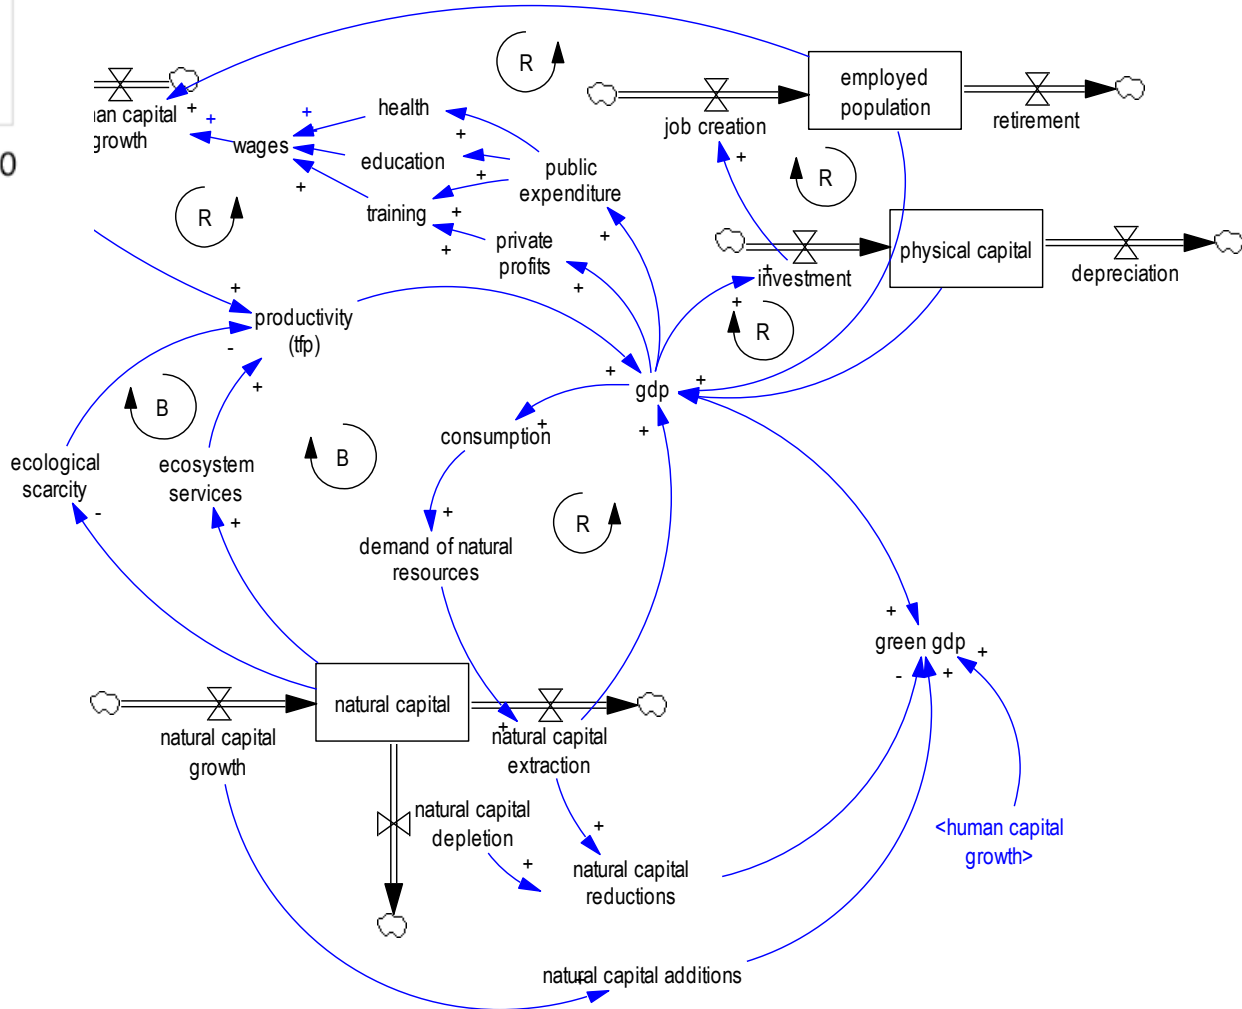 R
employed
population
an capital
growth
+
+
+
health
job creation
+
retirement
wages
+
education
+
public
expenditure
R
R
+
training
+
+
private
profits
+
+
physical capital
+
investment
depreciation
+
+
+
productivity
(tfp)
-
R
+
+
gdp
+
B
+
consumption
+
B
ecological
scarcity
ecosystem
services
-
+
+
R
demand of natural
resources
+
green gdp
+
-
+
natural capital
+
natural capital
growth
natural capital
extraction
natural capital
depletion
+
+
<human capital
growth>
natural capital
reductions
natural capital additions
+
0